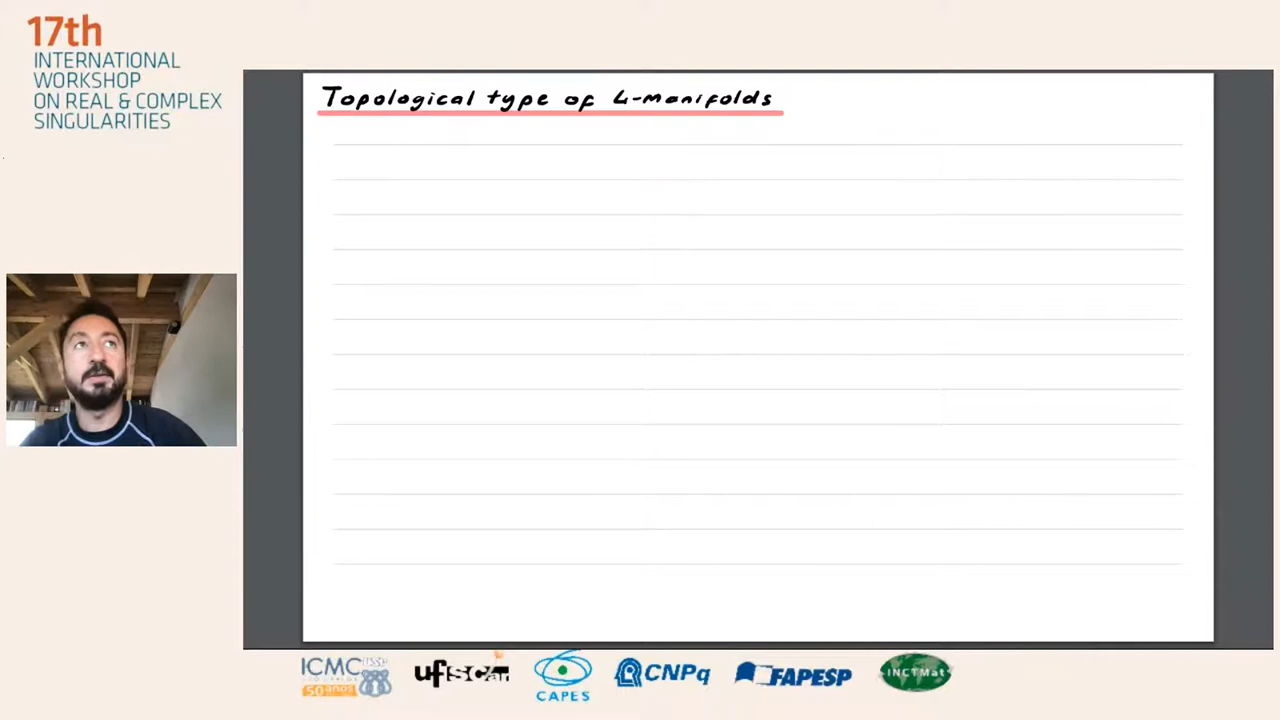 17th
INTERNATIONAL
WORKSHOP
ON REAL & COMPLEX
SINGULARITIES
Topological type of 4-manifolds
ICMC USP
50 anos
ufscar
CAPES
CNPq
FAPESP
INCTMat